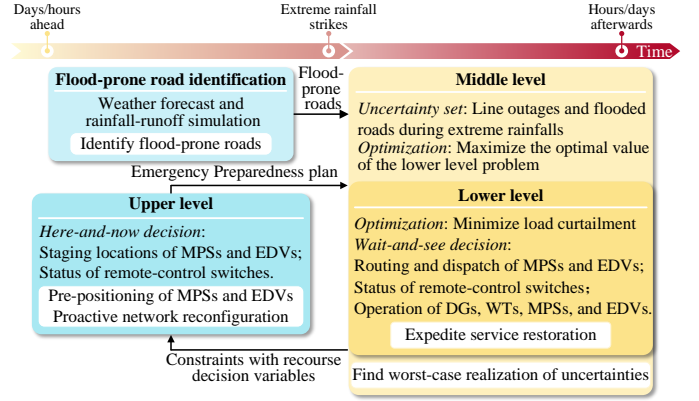 Days/hours
ahead
Extreme rainfall
strikes
Hours/days
afterwards
Time
Flood-prone road identification
Weather forecast and
rainfall-runoff simulation
Identify flood-prone roads
Flood-
prone
roads
Middle level
Uncertainty set: Line outages and flooded
roads during extreme rainfalls
Optimization: Maximize the optimal value
of the lower level problem
Emergency Preparedness plan
Upper level
Here-and-now decision:
Staging locations of MPSs and EDVs;
Status of remote-control switches.
Pre-positioning of MPSs and EDVs
Proactive network reconfiguration
Lower level
Optimization: Minimize load curtailment
Wait-and-see decision:
Routing and dispatch of MPSs and EDVs;
Status of remote-control switches；
Operation of DGs, WTs, MPSs, and EDVs.
Expedite service restoration
Constraints with recourse
decision variables
Find worst-case realization of uncertainties